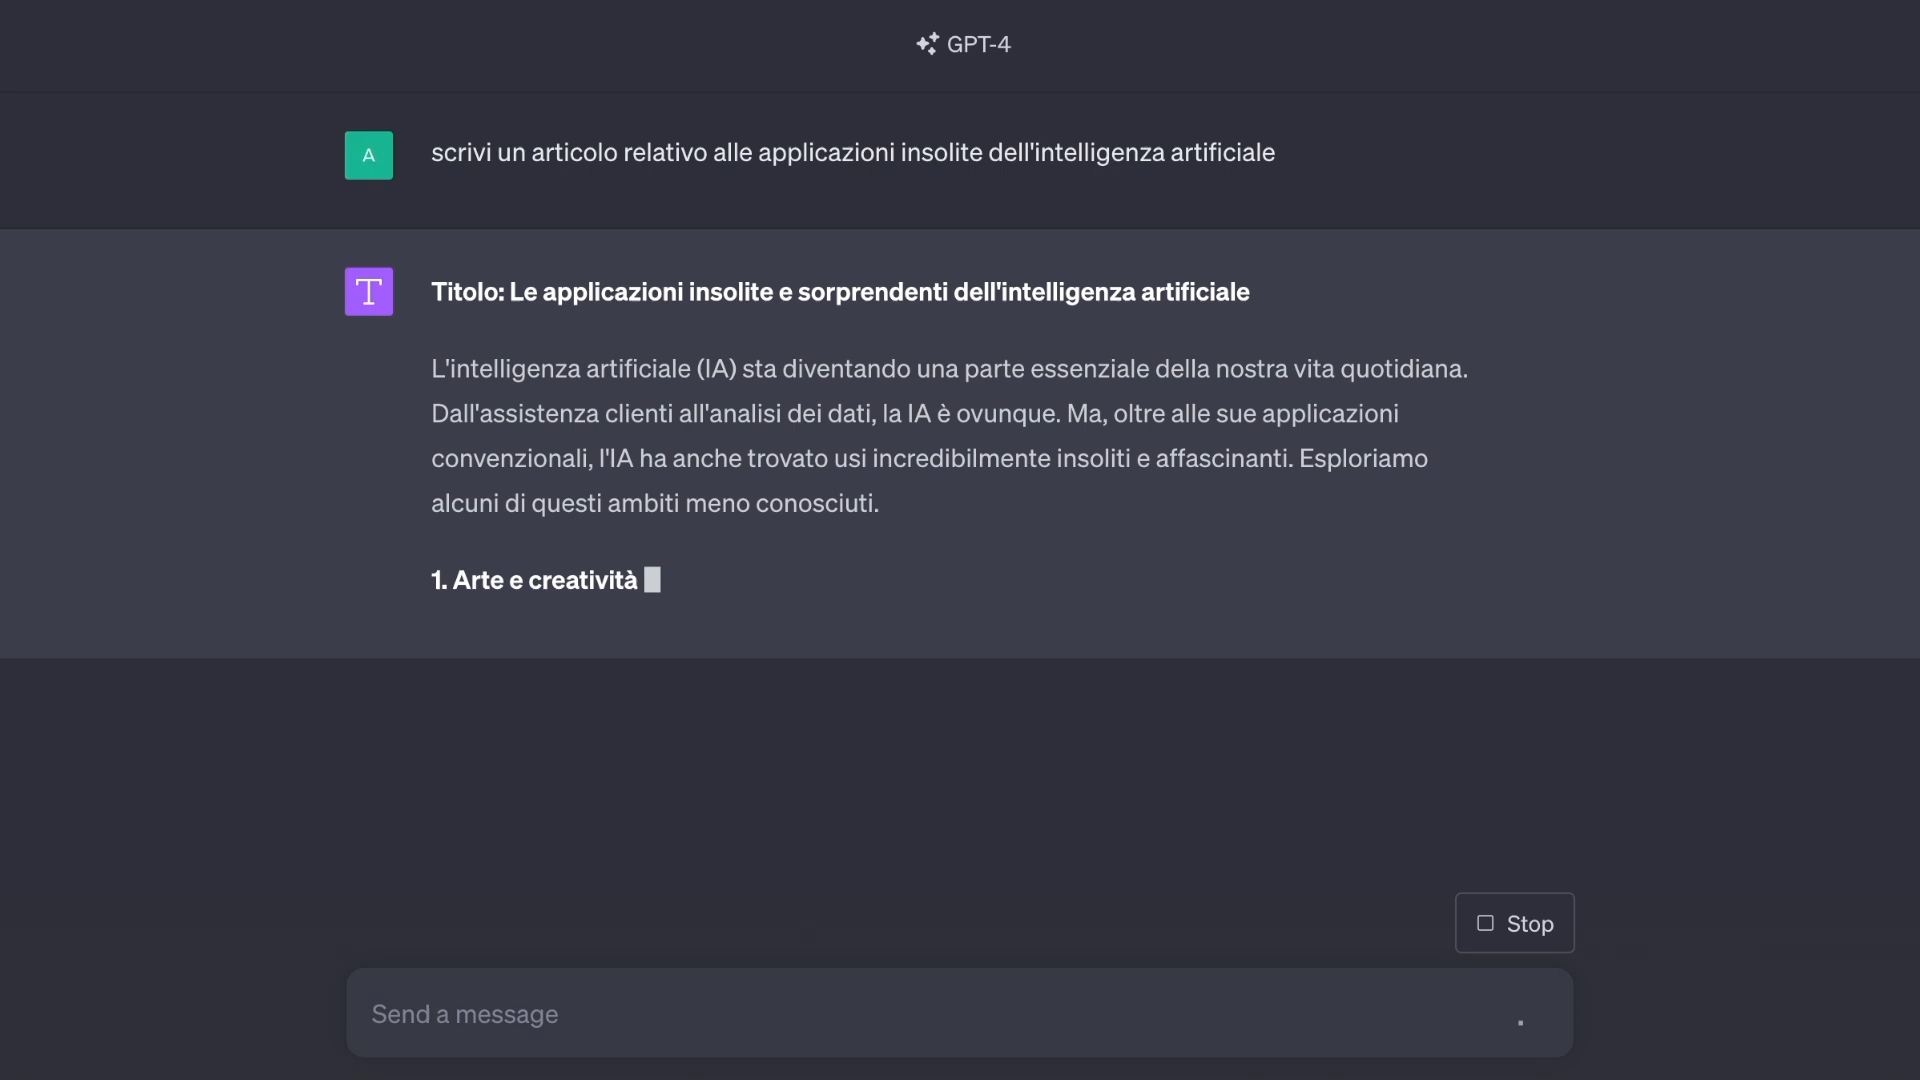 GPT-4
A
scrivi un articolo relativo alle applicazioni insolite dell'intelligenza artificiale
T
Titolo: Le applicazioni insolite e sorprendenti dell'intelligenza artificiale
L'intelligenza artificiale (IA) sta diventando una parte essenziale della nostra vita quotidiana.
Dall'assistenza clienti all'analisi dei dati, la IA è ovunque. Ma, oltre alle sue applicazioni
convenzionali, l'IA ha anche trovato usi incredibilmente insoliti e affascinanti. Esploriamo
alcuni di questi ambiti meno conosciuti.
1. Arte e creatività
Stop
Send a message